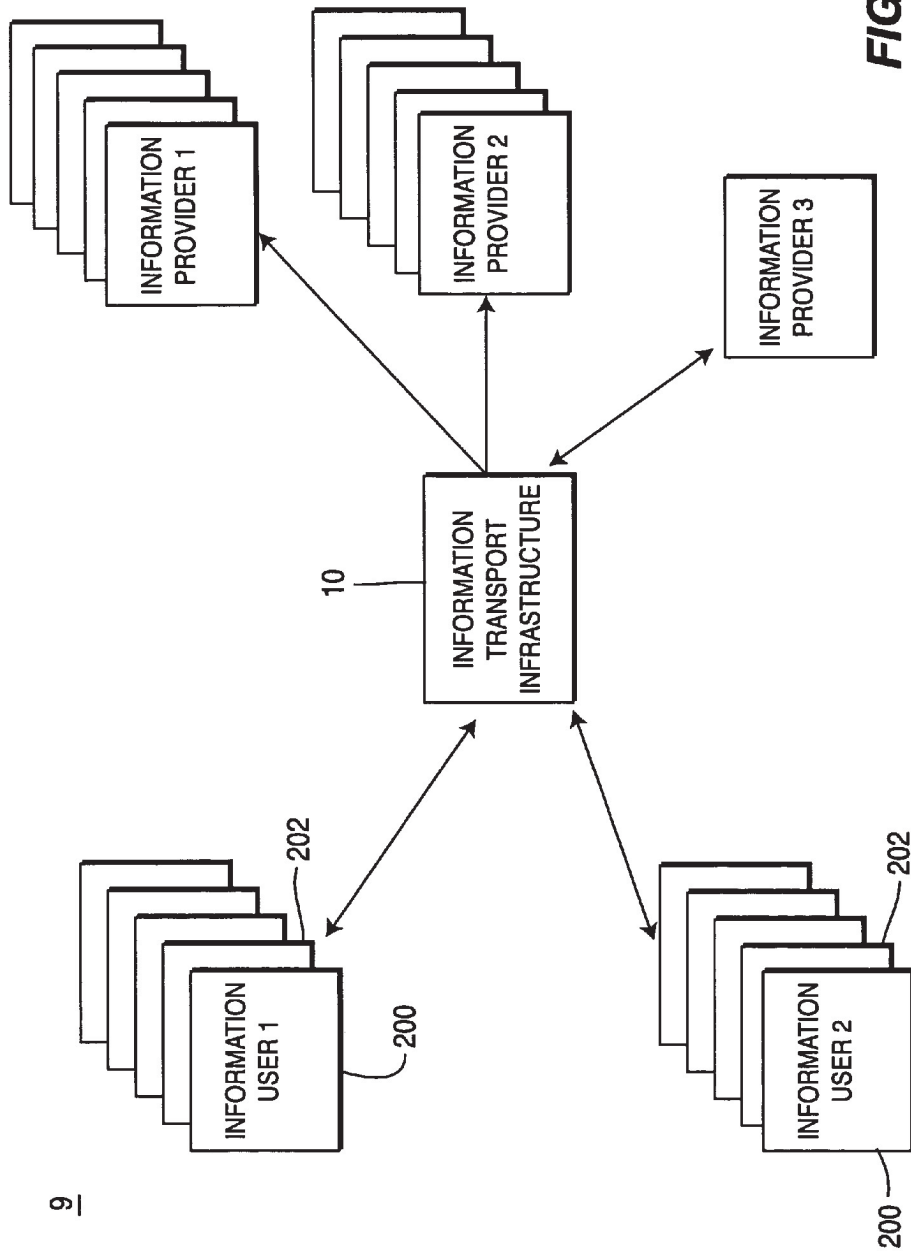 9
INFORMATION
USER 1
202
200
INFORMATION
USER 2
202
200
10
INFORMATION
TRANSPORT
INFRASTRUCTURE
INFORMATION
PROVIDER 1
INFORMATION
PROVIDER 2
INFORMATION
PROVIDER 3
FIG